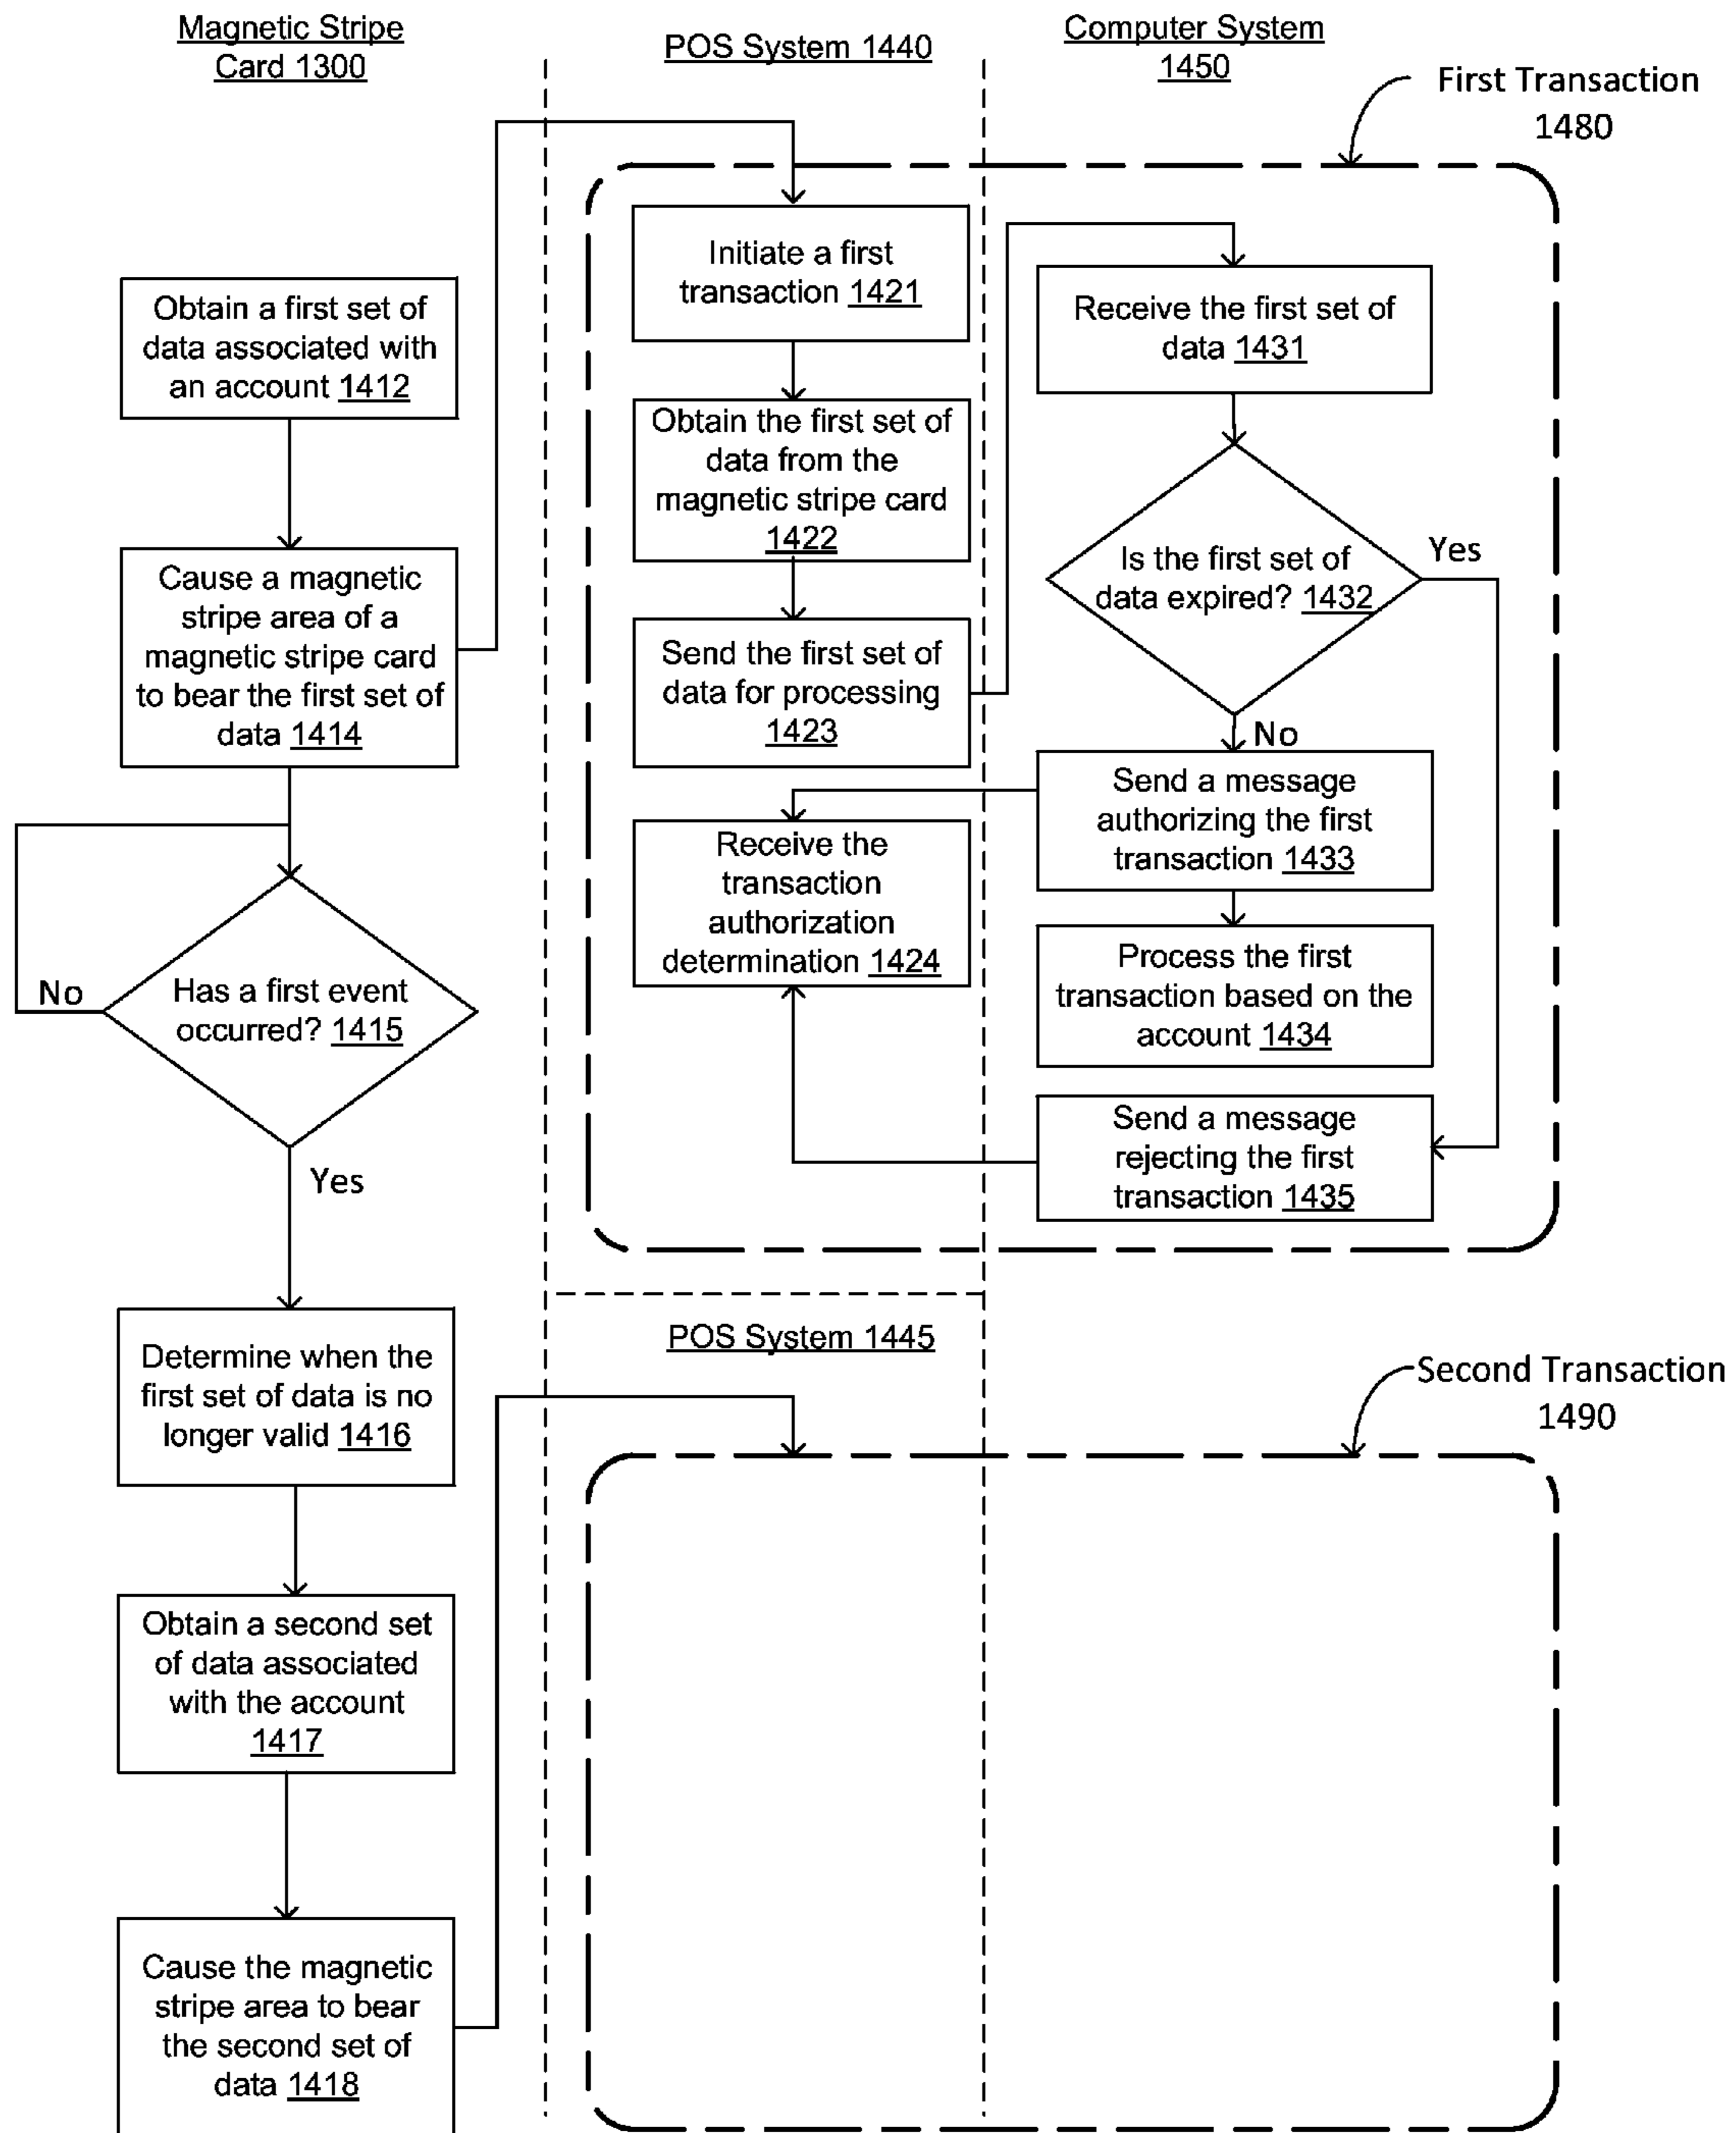 Magnetic Stripe
Card 1300
POS System 1440
Computer System
1450
First Transaction
1480
Obtain a first set of
data associated with
an account 1412
Cause a magnetic
stripe area of a
magnetic stripe card
to bear the first set of
data 1414
Has a first event
occurred? 1415
No
Yes
Determine when the
first set of data is no
longer valid 1416
Obtain a second set
of data associated
with the account
1417
Cause the magnetic
stripe area to bear
the second set of
data 1418
Initiate a first
transaction 1421
Obtain the first set of
data from the
magnetic stripe card
1422
Send the first set of
data for processing
1423
Receive the
transaction
authorization
determination 1424
Receive the first set of
data 1431
Is the first set of
data expired? 1432
Yes
No
Send a message
authorizing the first
transaction 1433
Process the first
transaction based on the
account 1434
Send a message
rejecting the first
transaction 1435
POS System 1445
Second Transaction
1490